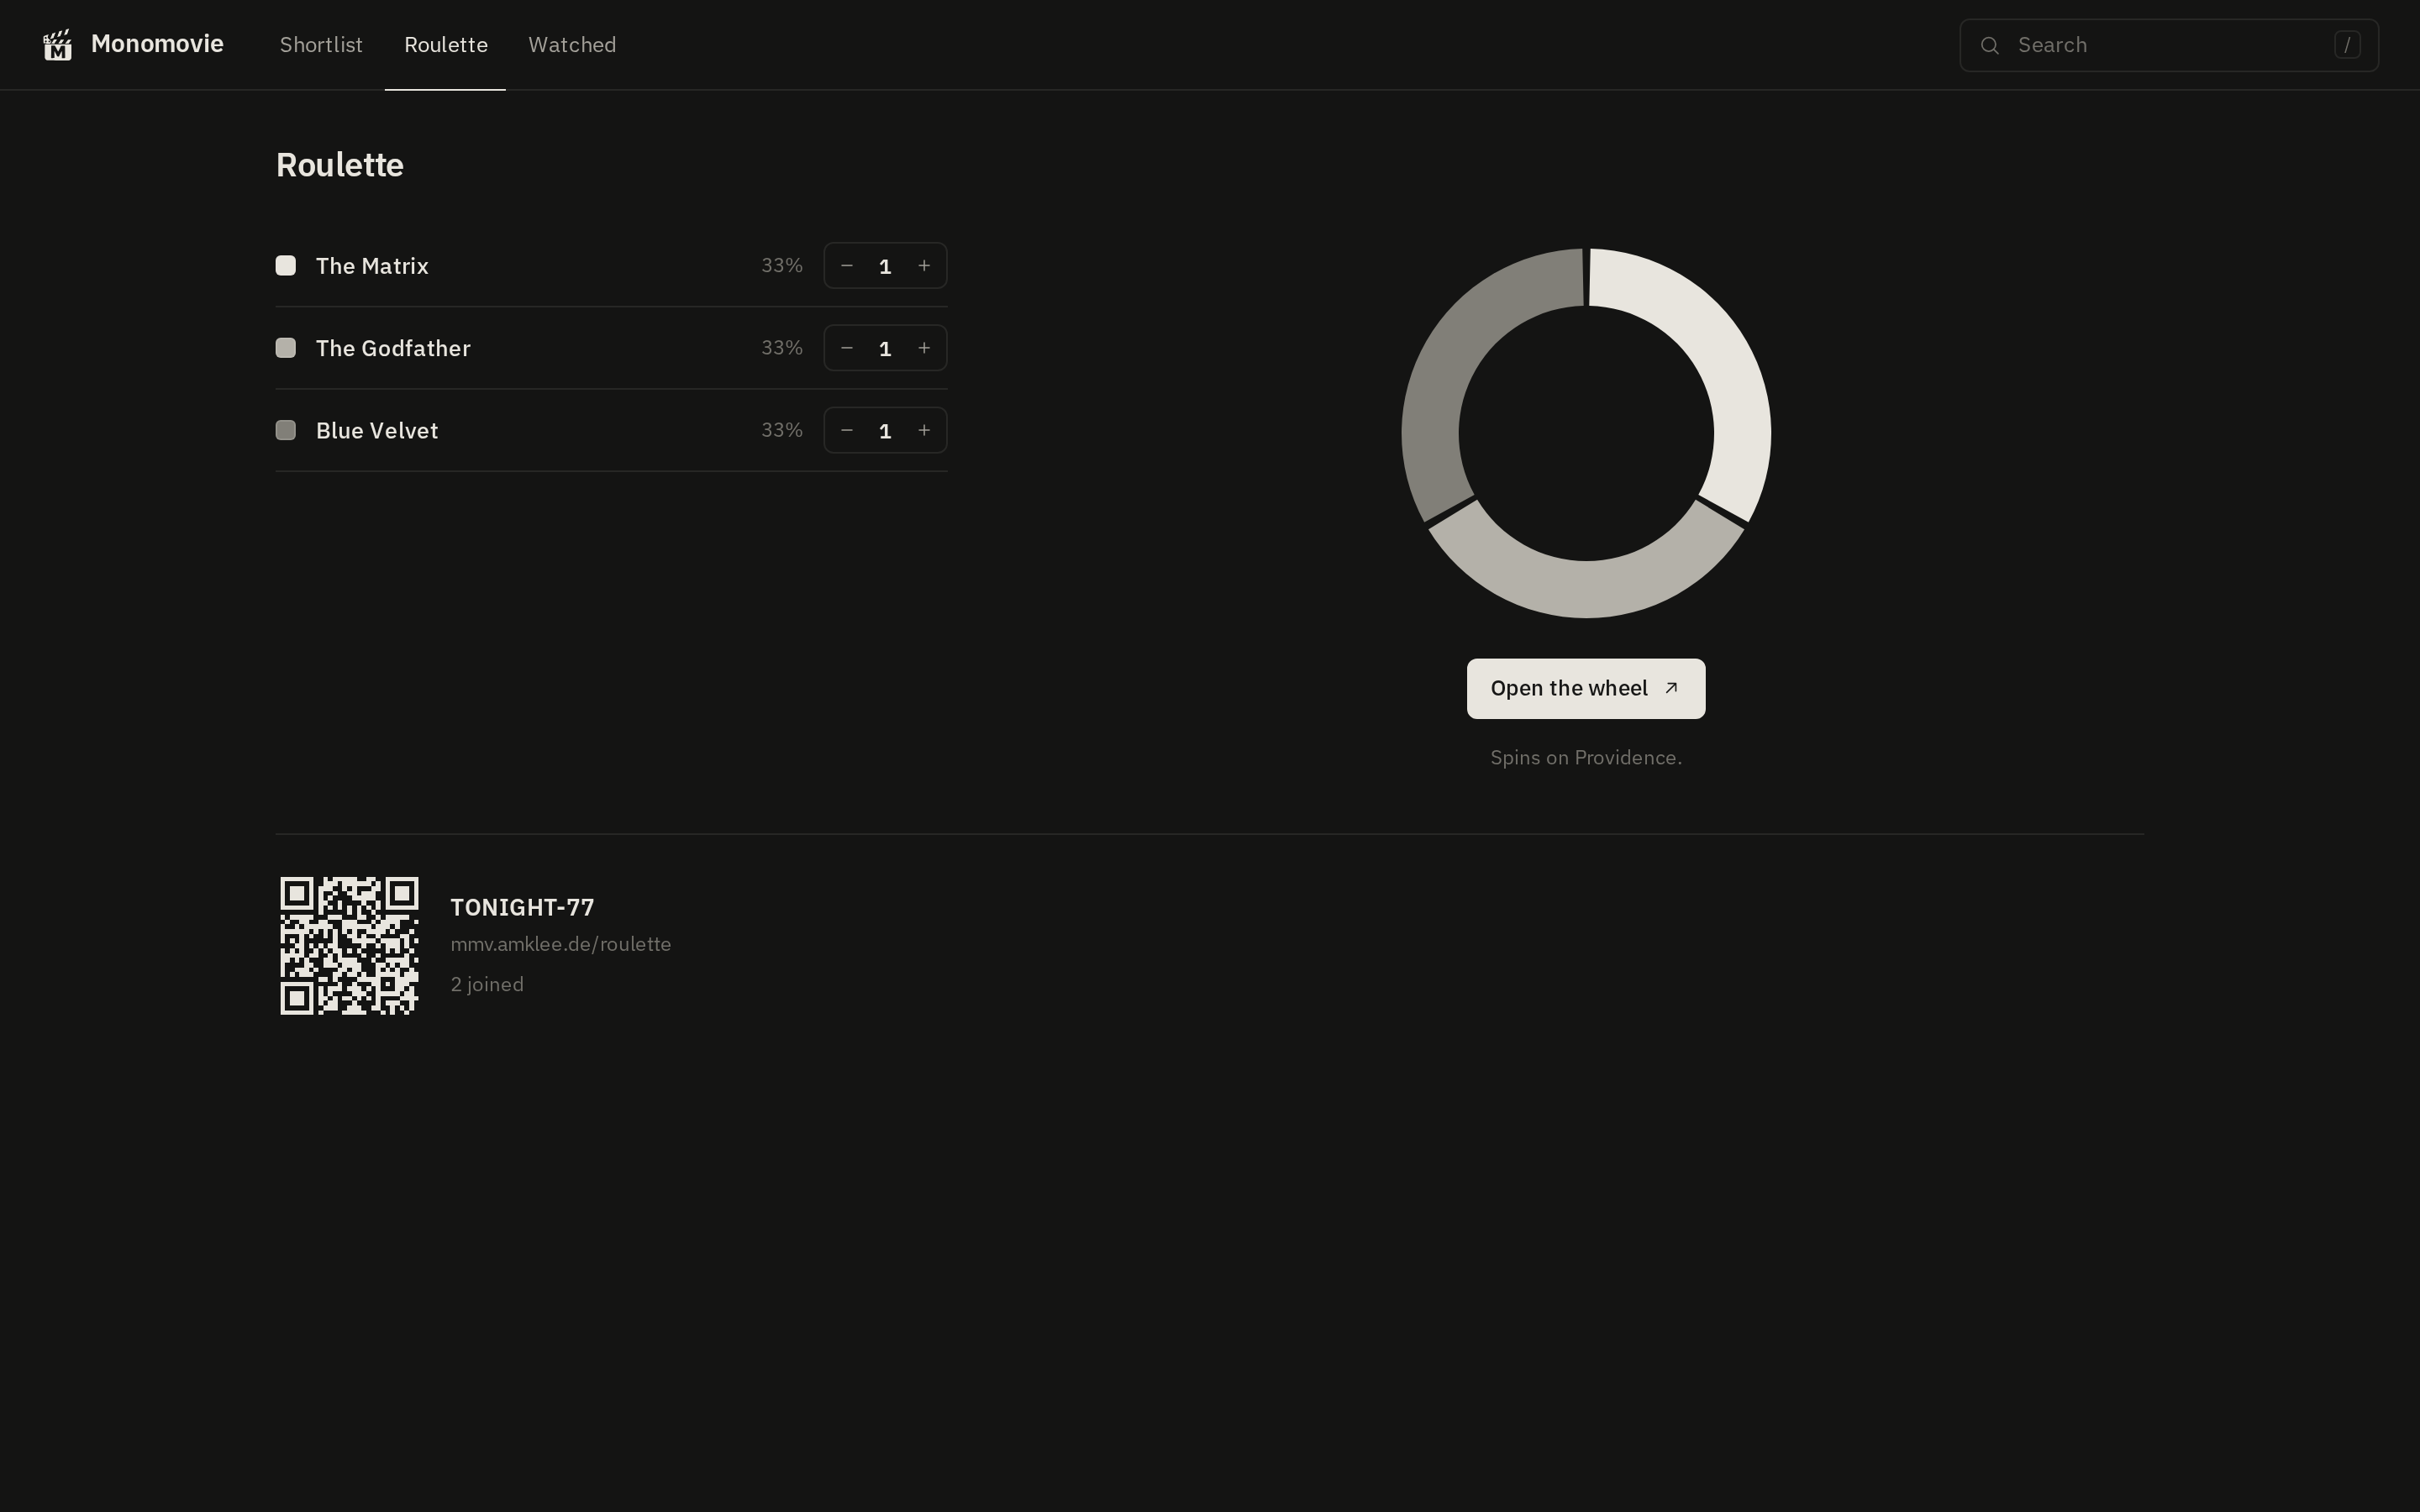 Monomovie
Shortlist
Roulette
Watched
Search
/
Roulette
The Matrix 33% − 1 +
The Godfather 33% − 1 +
Blue Velvet 33% − 1 +
Open the wheel
Spins on Providence.
TONIGHT-77
mmv.amklee.de/roulette
2 joined